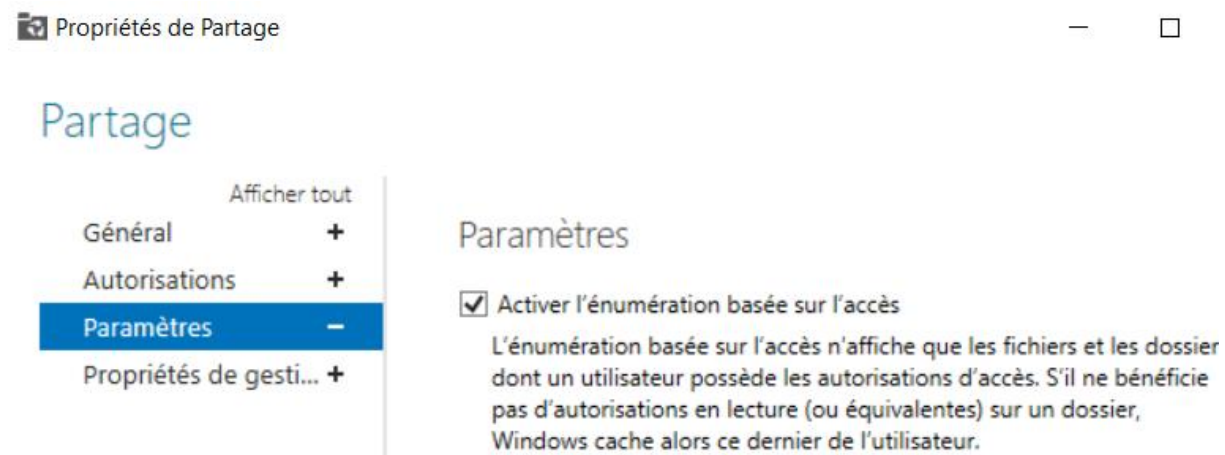 Propriétés de Partage
Partage
Afficher tout
Général
Autorisations
Paramètres
Propriétés de gesti...
Paramètres
Activer l'énumération basée sur l'accès
L'énumération basée sur l'accès n'affiche que les fichiers et les dossier
dont un utilisateur possède les autorisations d'accès. S'il ne bénéficie
pas d'autorisations en lecture (ou équivalentes) sur un dossier,
Windows cache alors ce dernier de l'utilisateur.